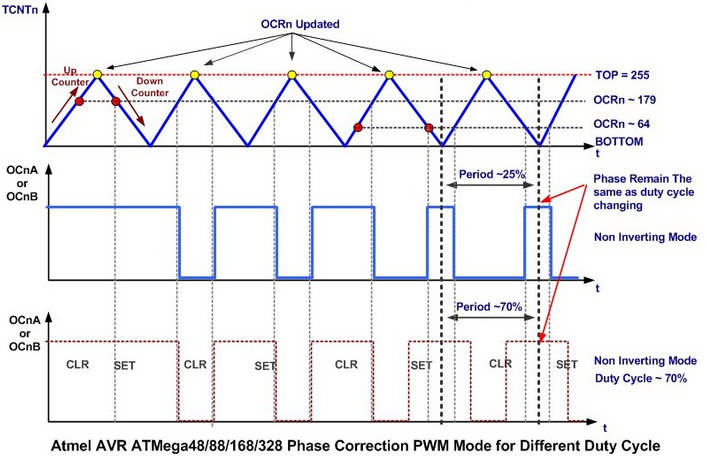 TCNTn
OCRn Updated
Up
Counter
Down
Counter
TOP = 255
OCRn ~ 179
OCRn ~ 64
BOTTOM
t
OCnA
or
OCnB
Period ~25%
Phase Remain The
same as duty cycle
changing
Non Inverting Mode
t
OCnA
or
OCnB
Period ~70%
CLR
SET
CLR
SET
CLR
SET
CLR
SET
Non Inverting Mode
Duty Cycle ~ 70%
t
Atmel AVR ATMega48/88/168/328 Phase Correction PWM Mode for Different Duty Cycle